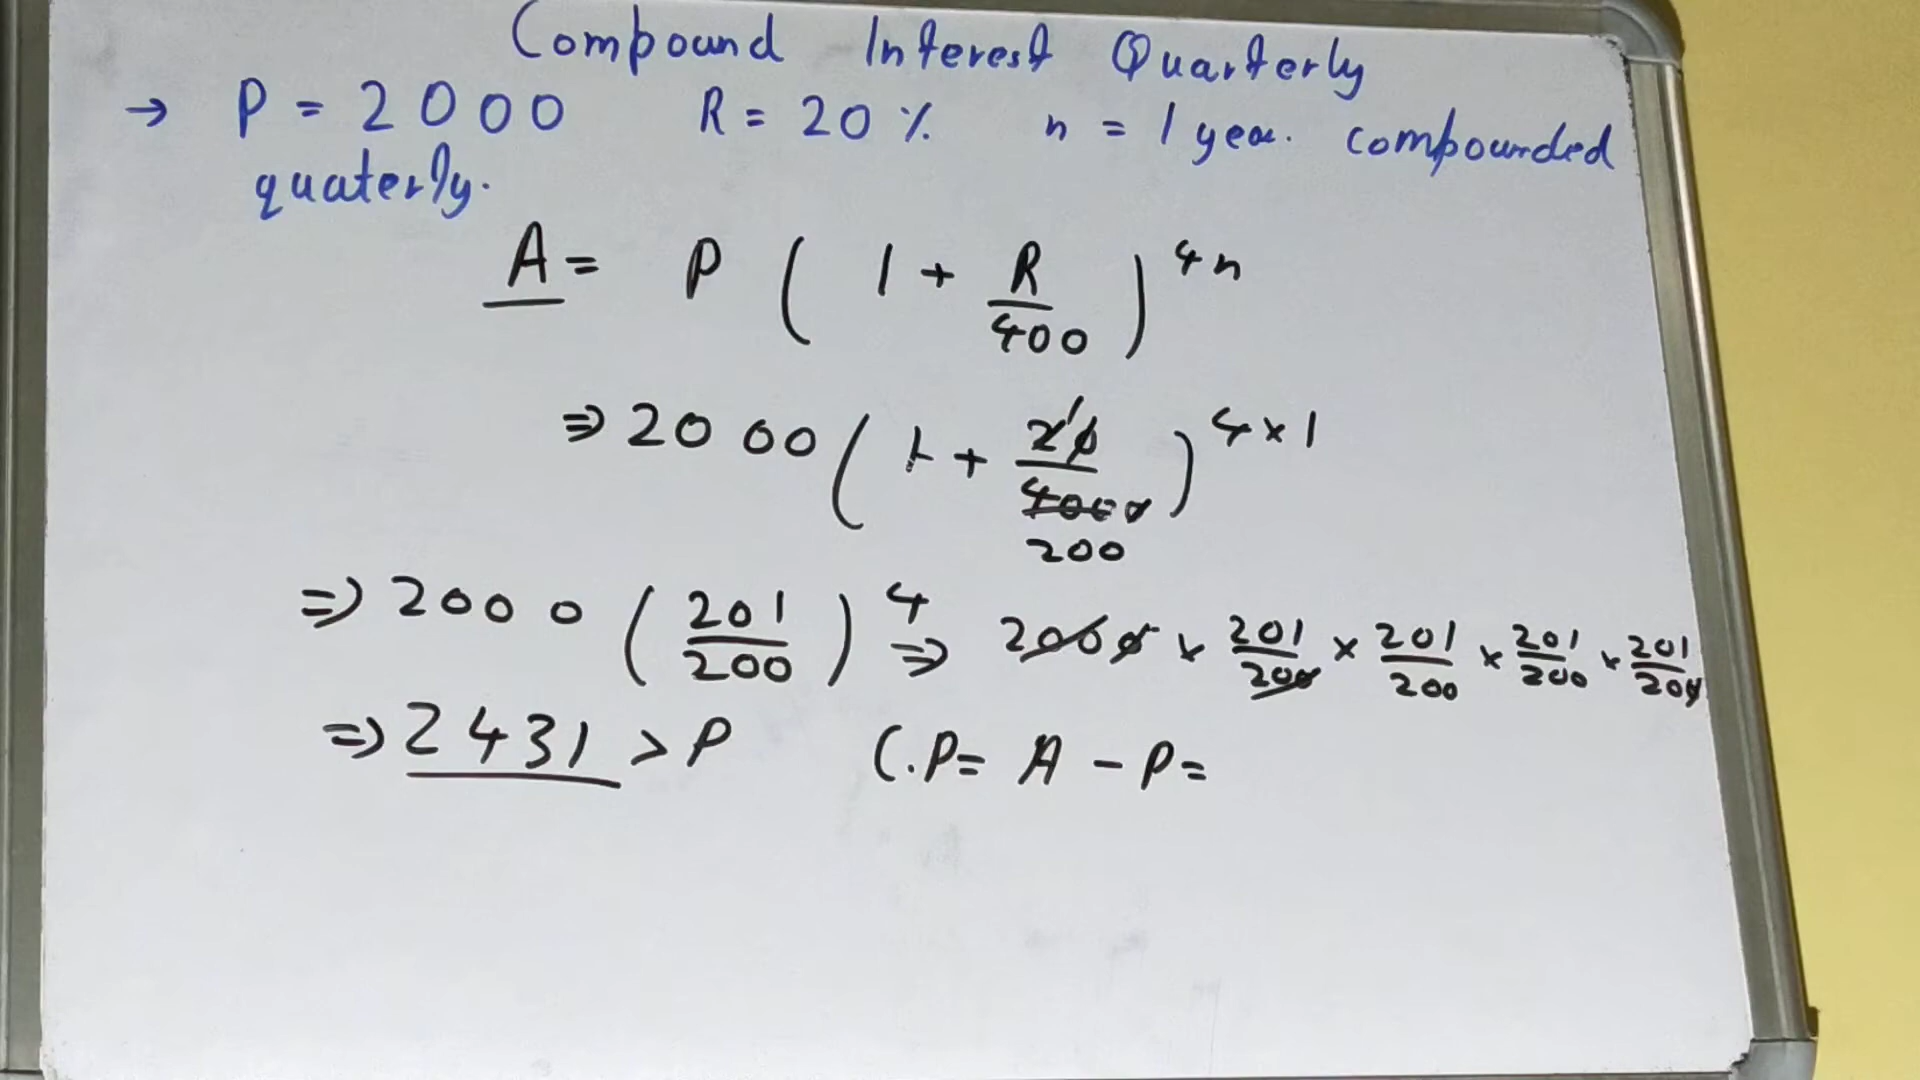 Compound Interest Quarterly
→ P = 2000 R = 20% n = 1 year. compounded
quaterly.
A = P ( 1 + R/400 )^4n
⇒ 2000 ( 1 + 20/4000 )^4×1
1
200
⇒ 2000 ( 201/200 )^4 ⇒ 2000 × 201/200 × 201/200 × 201/200 × 201/200
⇒ 2431 > P C.P = A - P =